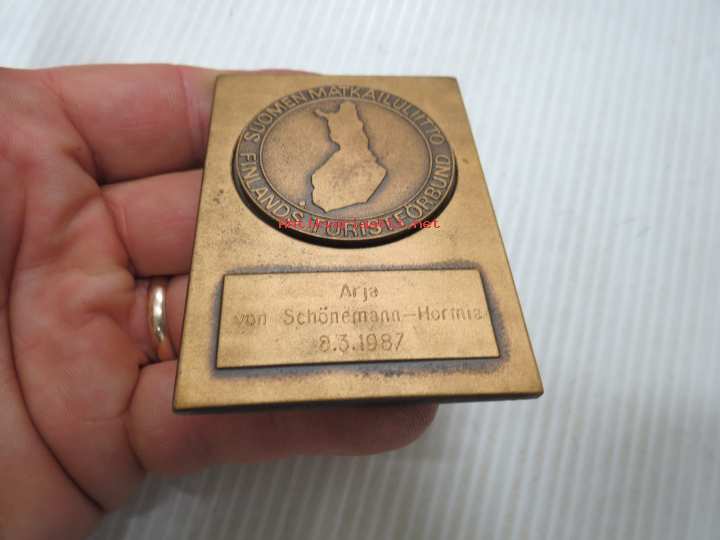 SUOMEN MATKAILULIITTO
FINLANDS TURISTFÖRBUND
Arja
von Schönemann-Hormia
8.3.1987